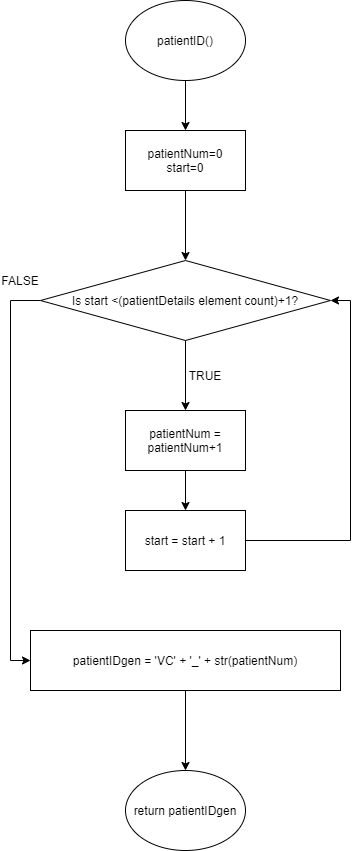 patientID()
patientNum=0
start=0
FALSE
Is start <(patientDetails element count)+1?
TRUE
patientNum =
patientNum+1
start = start + 1
patientIDgen = 'VC' + '_' + str(patientNum)
return patientIDgen